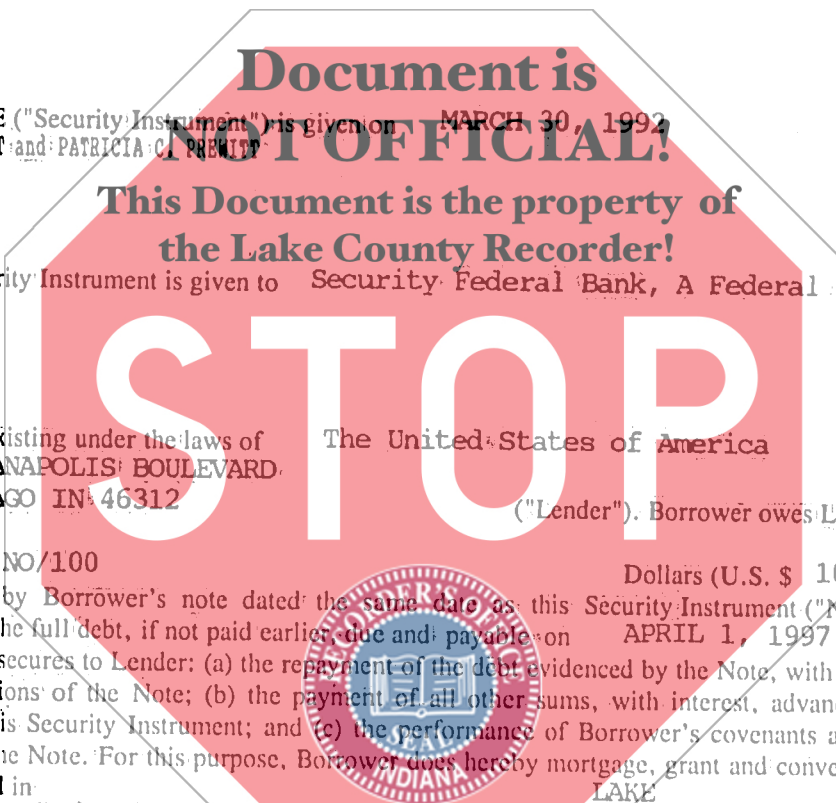 Document is
E ("Security Instrument") is given on MARCH 30, 1992
NOT OFFICIAL!
T and PATRICIA C. PREWITT
This Document is the property of
the Lake County Recorder!
rity Instrument is given to Security Federal Bank, A Federal
STOP
xisting under the laws of The United States of America
ANAPOLIS BOULEVARD
AGO IN 46312
("Lender"). Borrower owes L
NO/100
Dollars (U.S. $ 10
by Borrower's note dated the same date as this Security Instrument ("N
he full debt, if not paid earlier, due and payable on APRIL 1, 1997
secures to Lender: (a) the repayment of the debt evidenced by the Note, with
ions of the Note; (b) the payment of all other sums, with interest, advan
is Security Instrument; and (c) the performance of Borrower's covenants a
he Note. For this purpose, Borrower does hereby mortgage, grant and conve
d in
LAKE
RECORDER'S OFFICE
SEAL
INDIANA